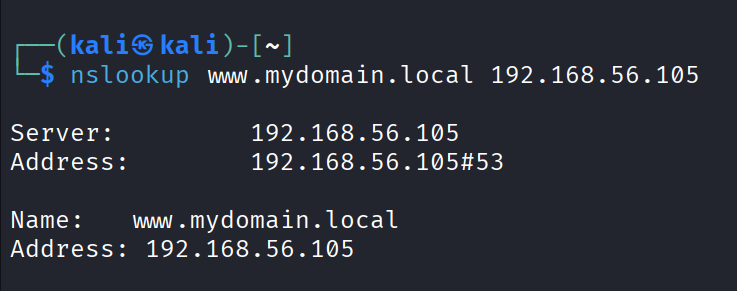 ┌──(kali㉿kali)-[~]
└─$ nslookup www.mydomain.local 192.168.56.105
Server: 192.168.56.105
Address: 192.168.56.105#53
Name: www.mydomain.local
Address: 192.168.56.105